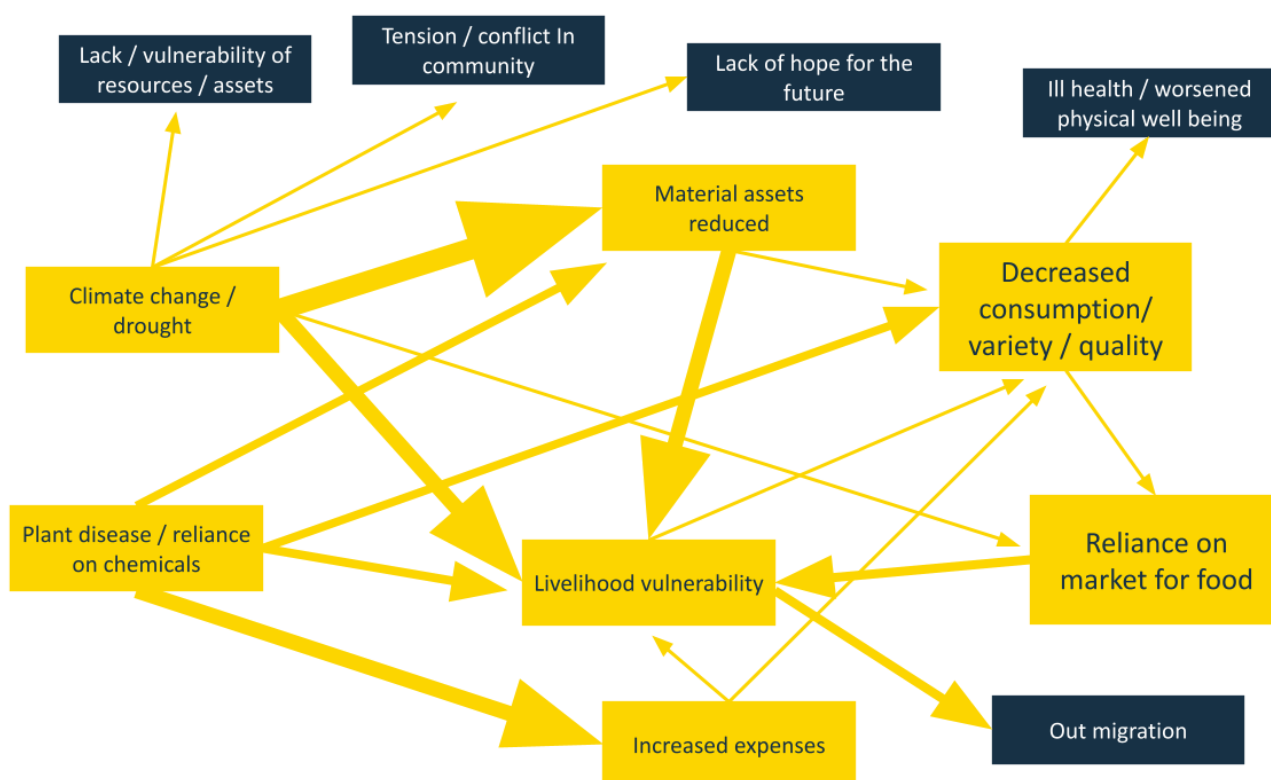 Lack / vulnerability of
resources / assets
Tension / conflict In
community
Lack of hope for the
future
Ill health / worsened
physical well being
Material assets
reduced
Climate change /
drought
Decreased
consumption/
variety / quality
Plant disease / reliance
on chemicals
Livelihood vulnerability
Reliance on
market for food
Increased expenses
Out migration